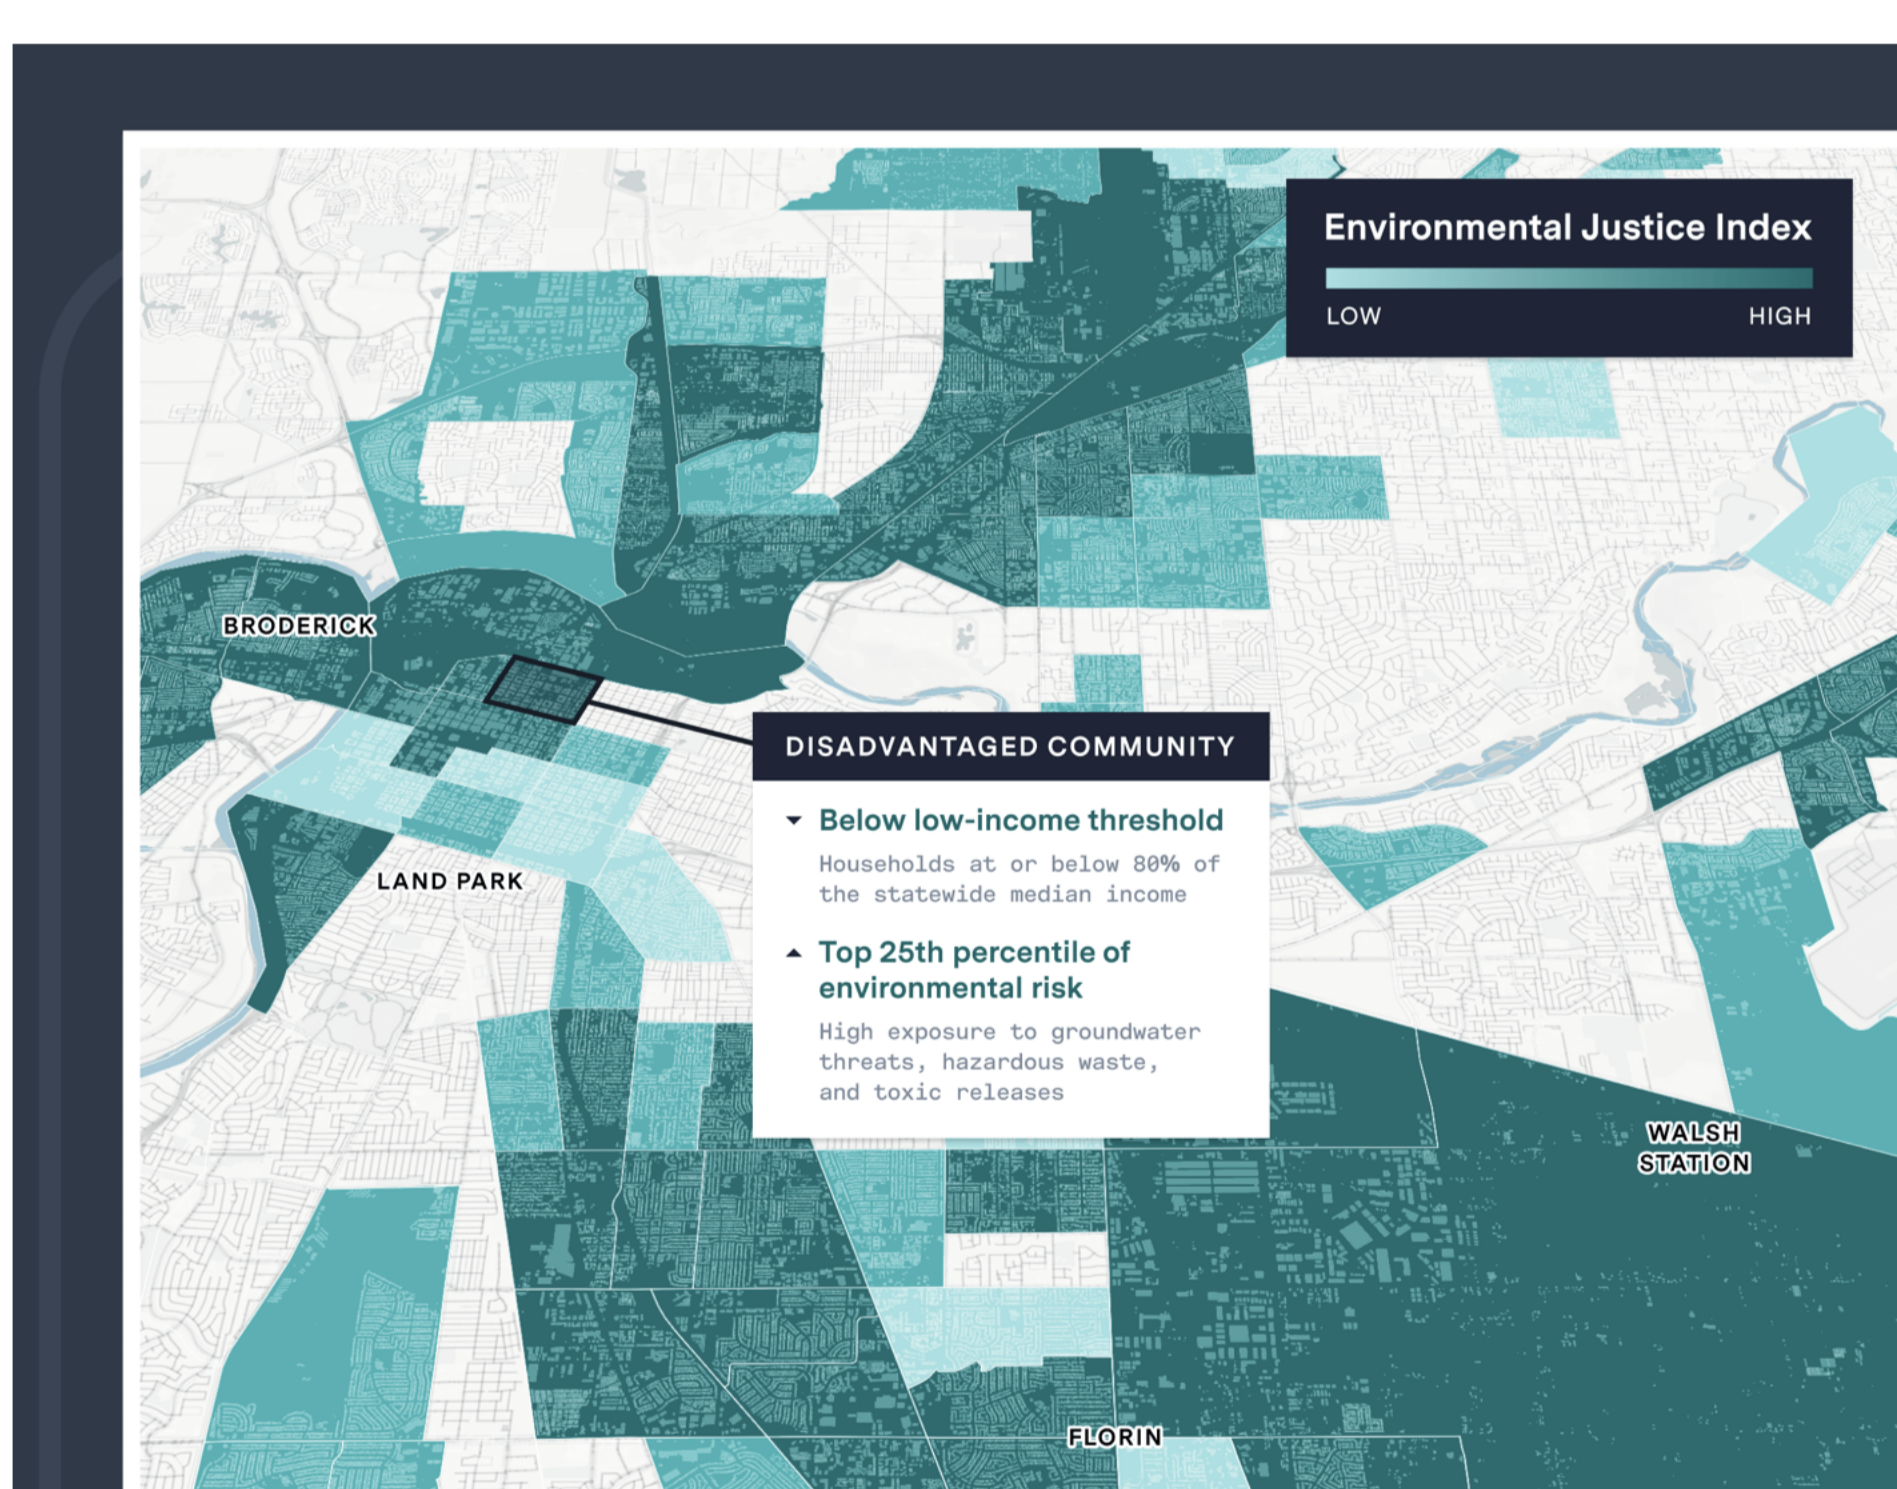 Environmental Justice Index
LOW HIGH
BRODERICK
DISADVANTAGED COMMUNITY
Below low-income threshold
Households at or below 80% of
the statewide median income
Top 25th percentile of
environmental risk
High exposure to groundwater
threats, hazardous waste,
and toxic releases
LAND PARK
WALSH
STATION
FLORIN